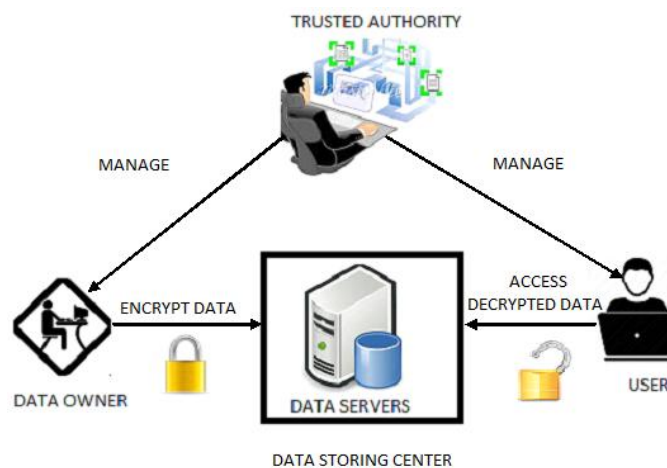 TRUSTED AUTHORITY
MANAGE
MANAGE
ENCRYPT DATA
ACCESS
DECRYPTED DATA
DATA OWNER
DATA SERVERS
USER
DATA STORING CENTER